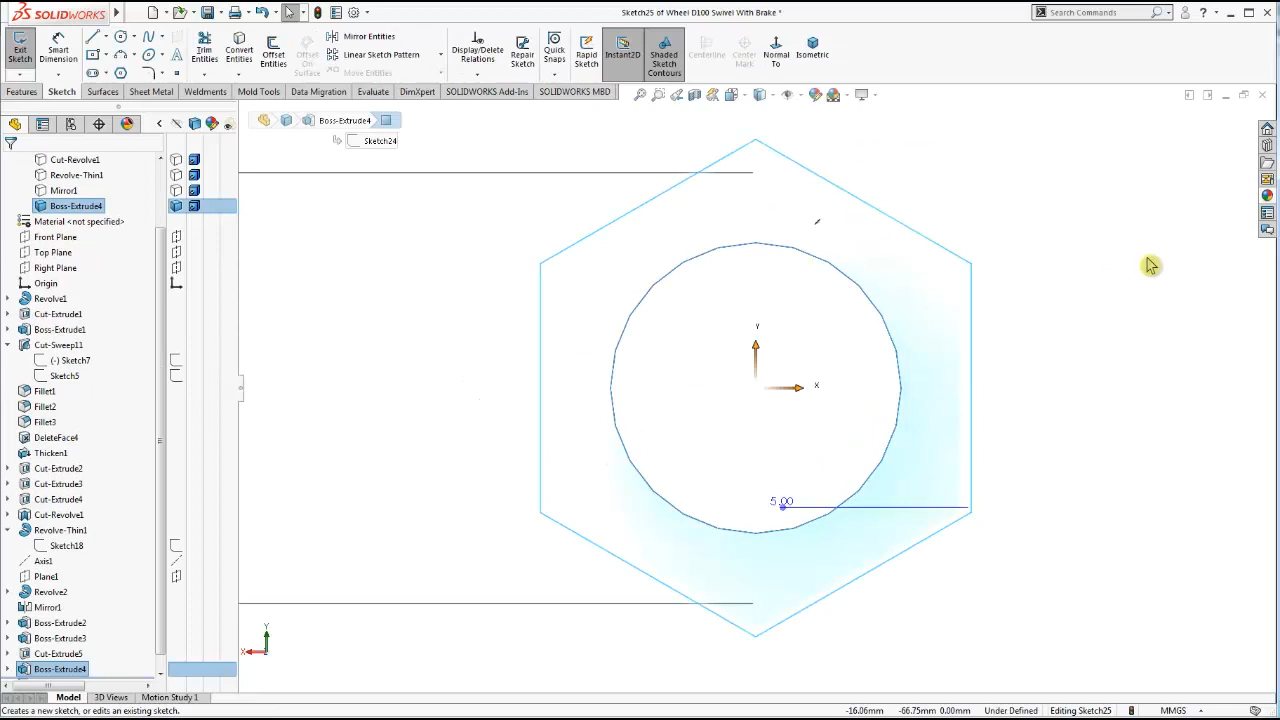 SOLIDWORKS
Sketch25 of Wheel D100 Swivel With Brake *
Search Commands
Exit Sketch
Smart Dimension
Trim Entities
Convert Entities
Offset Entities
Offset On Surface
Mirror Entities
Linear Sketch Pattern
Move Entities
Display/Delete Relations
Repair Sketch
Quick Snaps
Rapid Sketch
Instant2D
Shaded Sketch Contours
Centerline
Center Mark
Normal To
Isometric
Features
Sketch
Surfaces
Sheet Metal
Weldments
Mold Tools
Data Migration
Evaluate
DimXpert
SOLIDWORKS Add-Ins
SOLIDWORKS MBD
Boss-Extrude4
Sketch24
Cut-Revolve1
Revolve-Thin1
Mirror1
Boss-Extrude4
Material <not specified>
Front Plane
Top Plane
Right Plane
Origin
Revolve1
Cut-Extrude1
Boss-Extrude1
Cut-Sweep11
(-) Sketch7
Sketch5
Fillet1
Fillet2
Fillet3
DeleteFace4
Thicken1
Cut-Extrude2
Cut-Extrude3
Cut-Extrude4
Cut-Revolve1
Revolve-Thin1
Sketch18
Axis1
Plane1
Revolve2
Mirror1
Boss-Extrude2
Boss-Extrude3
Cut-Extrude5
Boss-Extrude4
Y
X
5.00
Y
X
Model
3D Views
Motion Study 1
Creates a new sketch, or edits an existing sketch.
-16.06mm
-66.75mm 0.00mm
Under Defined
Editing Sketch25
MMGS